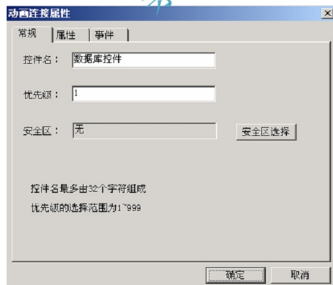 动画连接属性
常规 属性 事件
控件名： 数据库控件
优先级： 1
安全区： 无 安全区选择
控件名最多由32个字符组成
优先级的选择范围为1~999
确定 取消